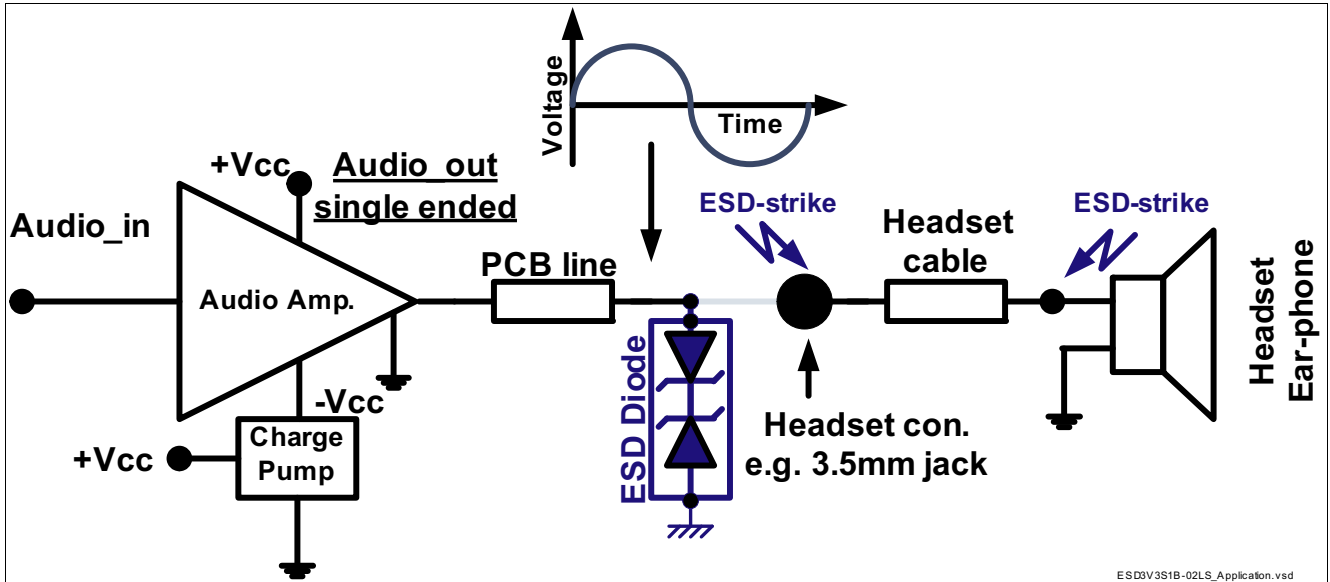 Voltage
Time
+Vcc
Audio_out
single ended
Audio_in
ESD-strike
Headset
cable
ESD-strike
PCB line
Audio Amp.
Headset
Ear-phone
ESD Diode
-Vcc
Charge
Pump
+Vcc
Headset con.
e.g. 3.5mm jack
ESD3V3S1B-02LS_Application.vsd